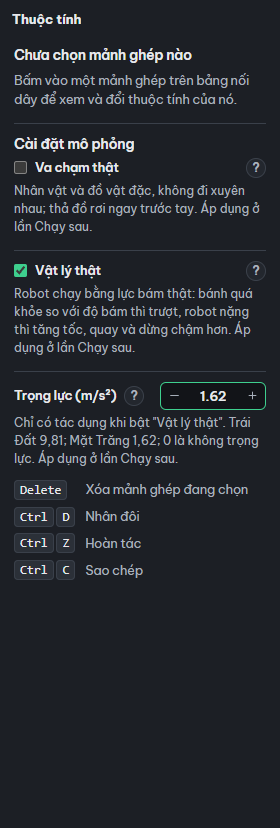 Thuộc tính
Chưa chọn mảnh ghép nào
Bấm vào một mảnh ghép trên bảng nối
dây để xem và đổi thuộc tính của nó.
Cài đặt mô phỏng
Va chạm thật ?
Nhân vật và đồ vật đặc, không đi xuyên
nhau; thả đồ rơi ngay trước tay. Áp dụng ở
lần Chạy sau.
Vật lý thật ?
Robot chạy bằng lực bám thật: bánh quá
khỏe so với độ bám thì trượt, robot nặng
thì tăng tốc, quay và dừng chậm hơn. Áp
dụng ở lần Chạy sau.
Trọng lực (m/s²) ? − 1.62 +
Chỉ có tác dụng khi bật "Vật lý thật". Trái
Đất 9,81; Mặt Trăng 1,62; 0 là không trọng
lực. Áp dụng ở lần Chạy sau.
Delete Xóa mảnh ghép đang chọn
Ctrl D Nhân đôi
Ctrl Z Hoàn tác
Ctrl C Sao chép